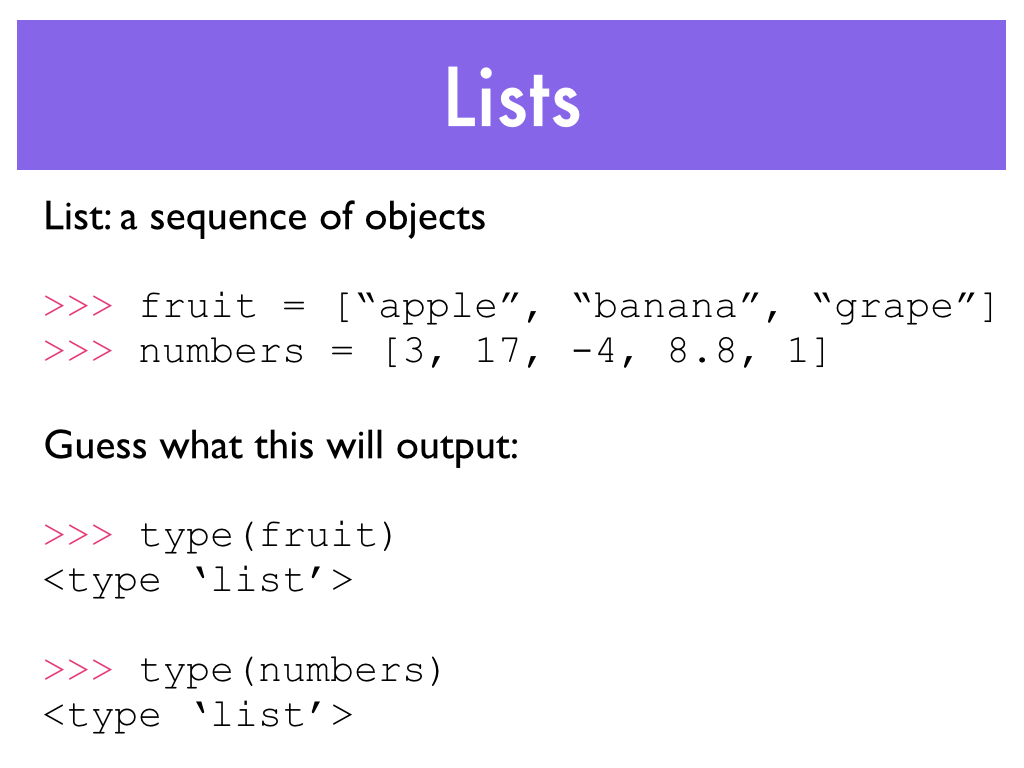 Lists
List: a sequence of objects
>>> fruit = [“apple”, “banana”, “grape”]
>>> numbers = [3, 17, -4, 8.8, 1]
Guess what this will output:
>>> type(fruit)
<type ‘list’>
>>> type(numbers)
<type ‘list’>